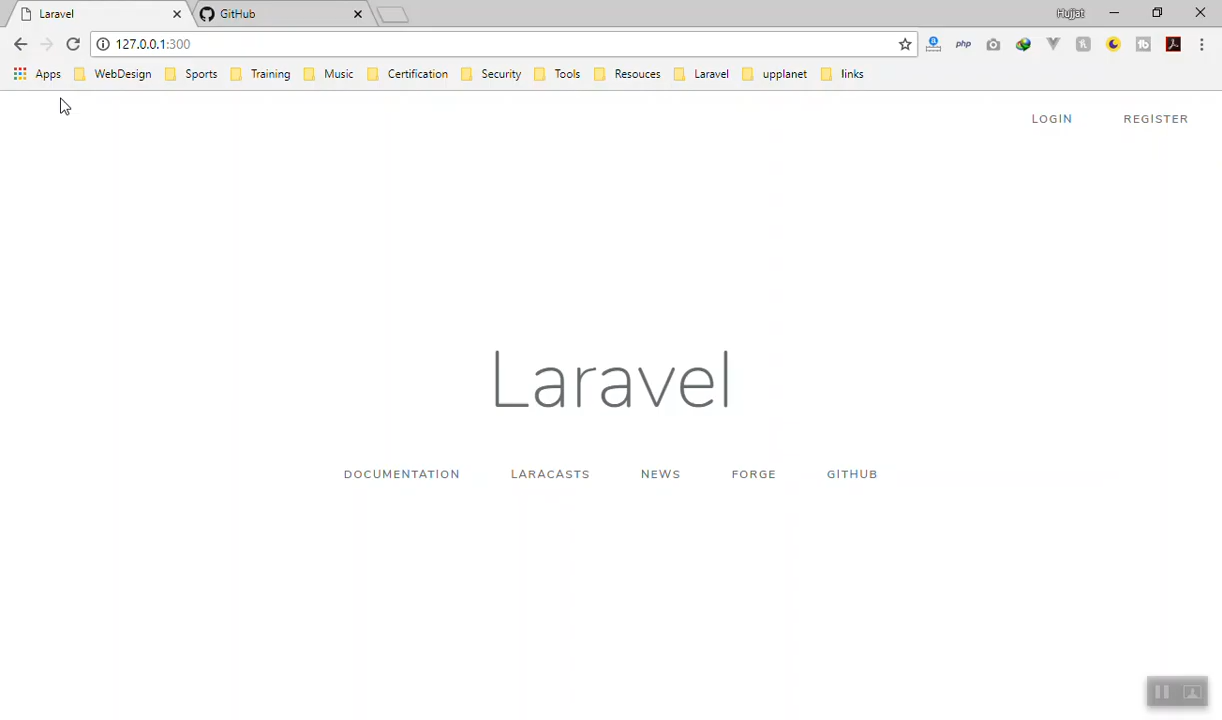 Laravel GitHub Hujjat
127.0.0.1:300 php
Apps WebDesign Sports Training Music Certification Security Tools Resouces Laravel upplanet links
LOGIN REGISTER
Laravel
DOCUMENTATION LARACASTS NEWS FORGE GITHUB